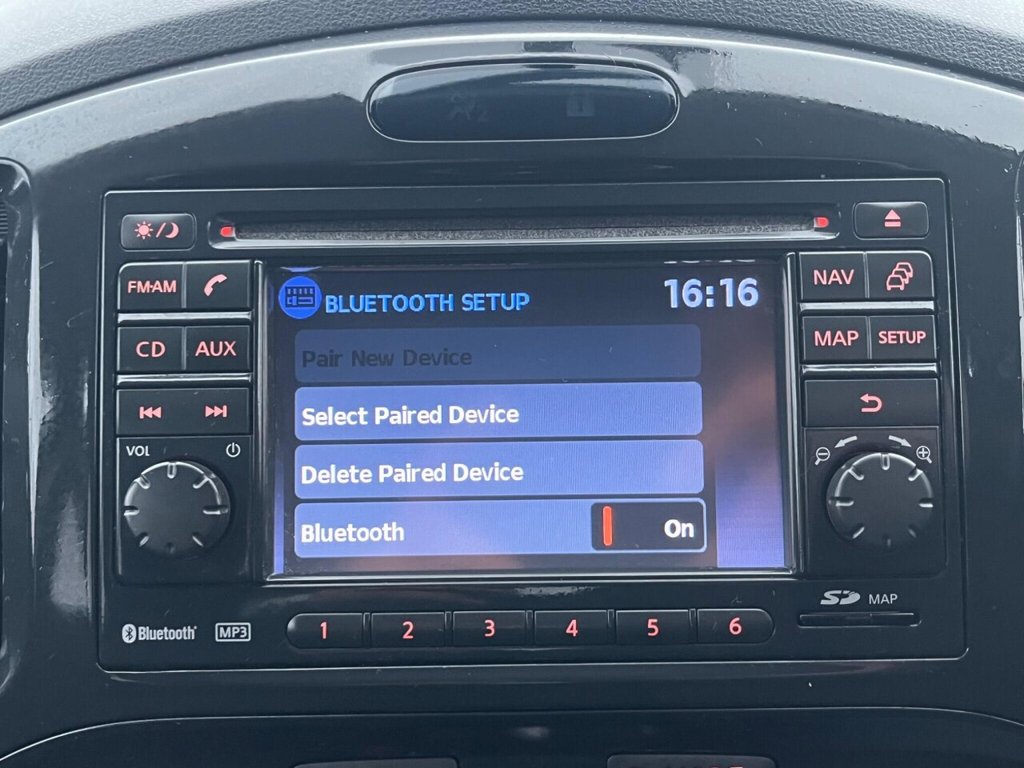 FM·AM
CD
AUX
VOL
BLUETOOTH SETUP
16:16
Pair New Device
Select Paired Device
Delete Paired Device
Bluetooth
On
NAV
MAP
SETUP
Bluetooth
MP3
1
2
3
4
5
6
SD
MAP